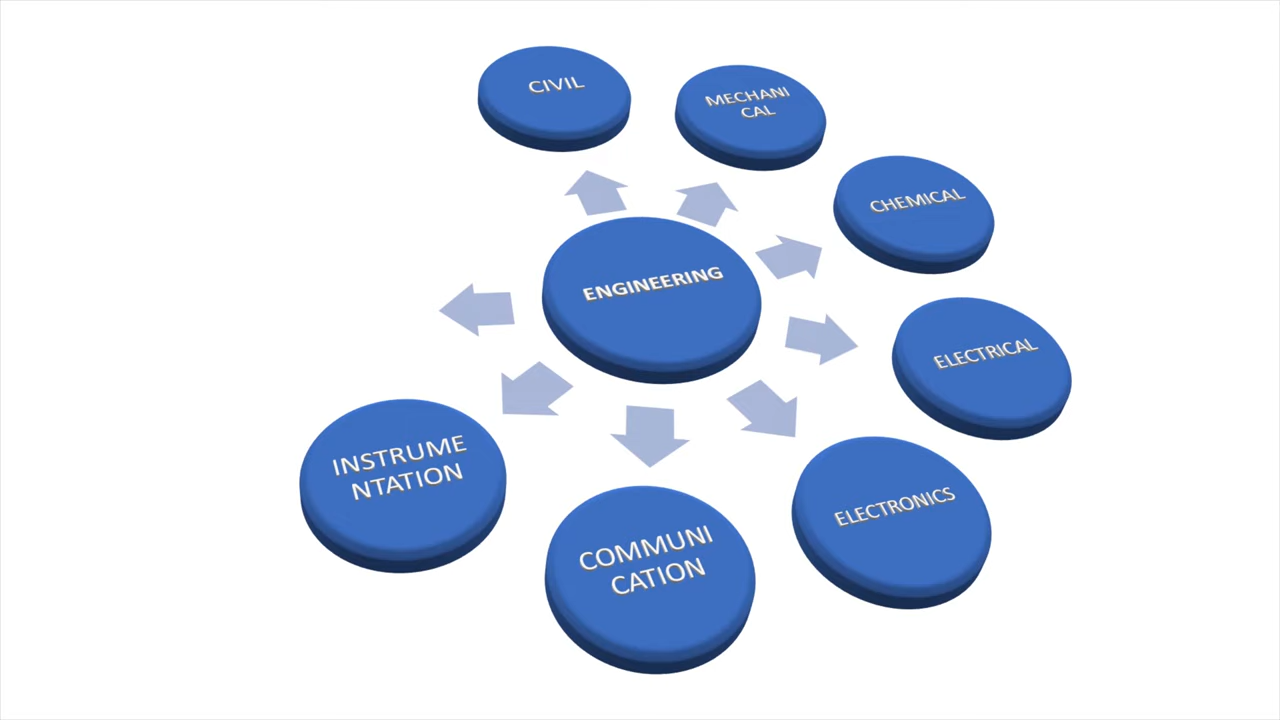 CIVIL
MECHANI
CAL
CHEMICAL
ENGINEERING
ELECTRICAL
INSTRUME
NTATION
ELECTRONICS
COMMUNI
CATION